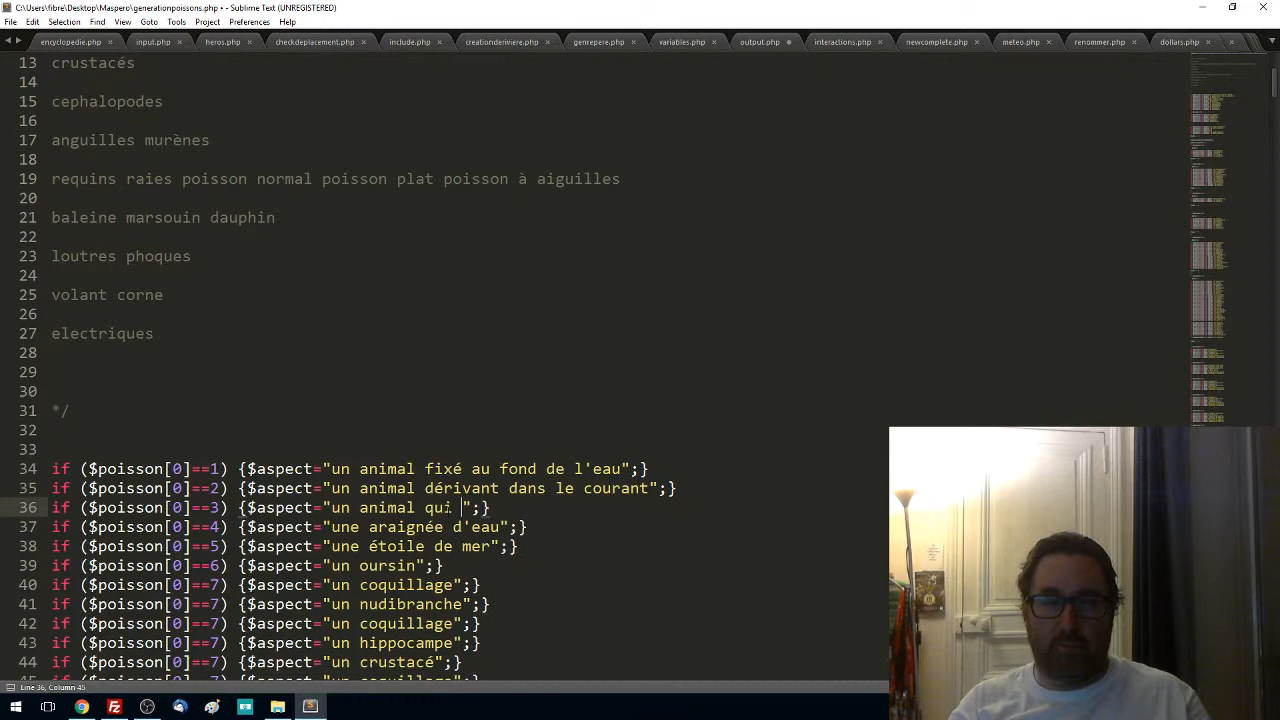 C:\Users\fibre\Desktop\Maspero\generationpoissons.php • - Sublime Text (UNREGISTERED)
File Edit Selection Find View Goto Tools Project Preferences Help
encyclopedie.php input.php heros.php checkdeplacement.php include.php creationderiviere.php genrepere.php variables.php output.php interactions.php newcomplete.php meteo.php renommer.php dollars.php
13 crustacés
14
15 cephalopodes
16
17 anguilles murènes
18
19 requins raies poisson normal poisson plat poisson à aiguilles
20
21 baleine marsouin dauphin
22
23 loutres phoques
24
25 volant corne
26
27 electriques
28
29
30
31 */
32
33
34 if ($poisson[0]==1) {$aspect="un animal fixé au fond de l'eau";}
35 if ($poisson[0]==2) {$aspect="un animal dérivant dans le courant";}
36 if ($poisson[0]==3) {$aspect="un animal qui ";}
37 if ($poisson[0]==4) {$aspect="une araignée d'eau";}
38 if ($poisson[0]==5) {$aspect="une étoile de mer";}
39 if ($poisson[0]==6) {$aspect="un oursin";}
40 if ($poisson[0]==7) {$aspect="un coquillage";}
41 if ($poisson[0]==7) {$aspect="un nudibranche";}
42 if ($poisson[0]==7) {$aspect="un coquillage";}
43 if ($poisson[0]==7) {$aspect="un hippocampe";}
44 if ($poisson[0]==7) {$aspect="un crustacé";}
Line 36, Column 45